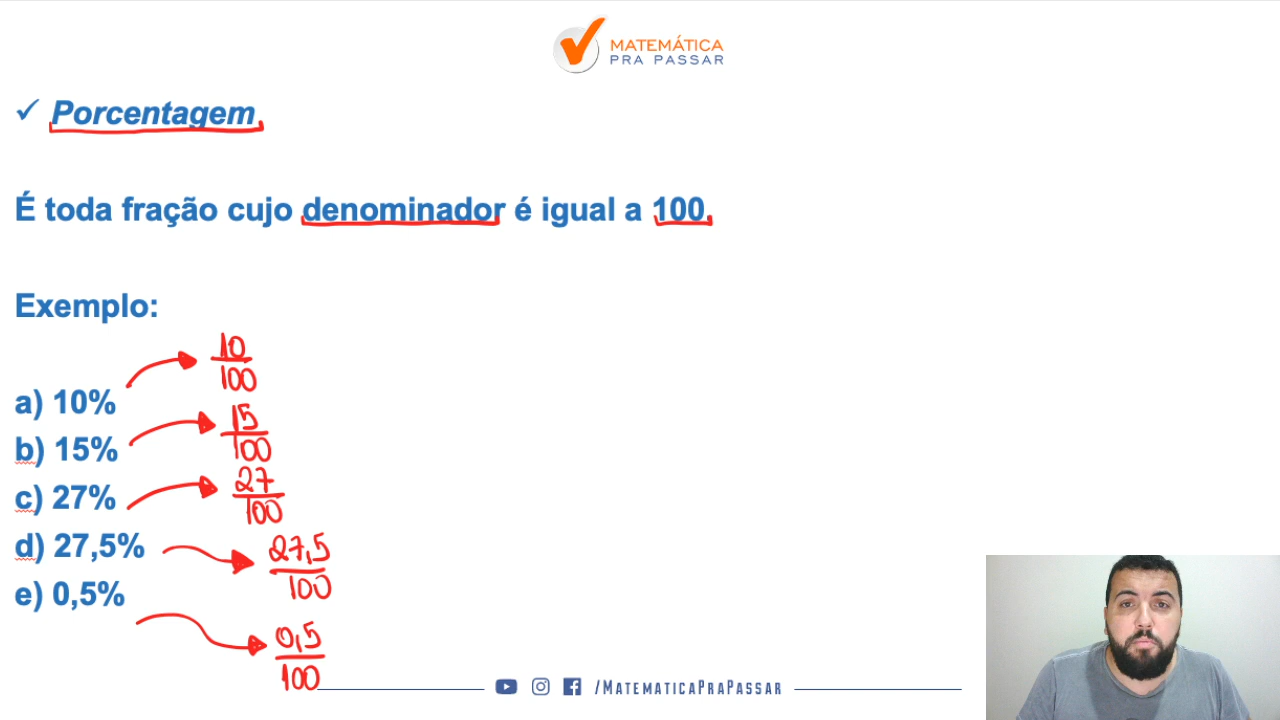 MATEMÁTICA
PRA PASSAR
✓ Porcentagem
É toda fração cujo denominador é igual a 100.
Exemplo:
a) 10% 10/100
b) 15% 15/100
c) 27% 27/100
d) 27,5% 27,5/100
e) 0,5% 0,5/100
/MATEMATICAPRAPASSAR